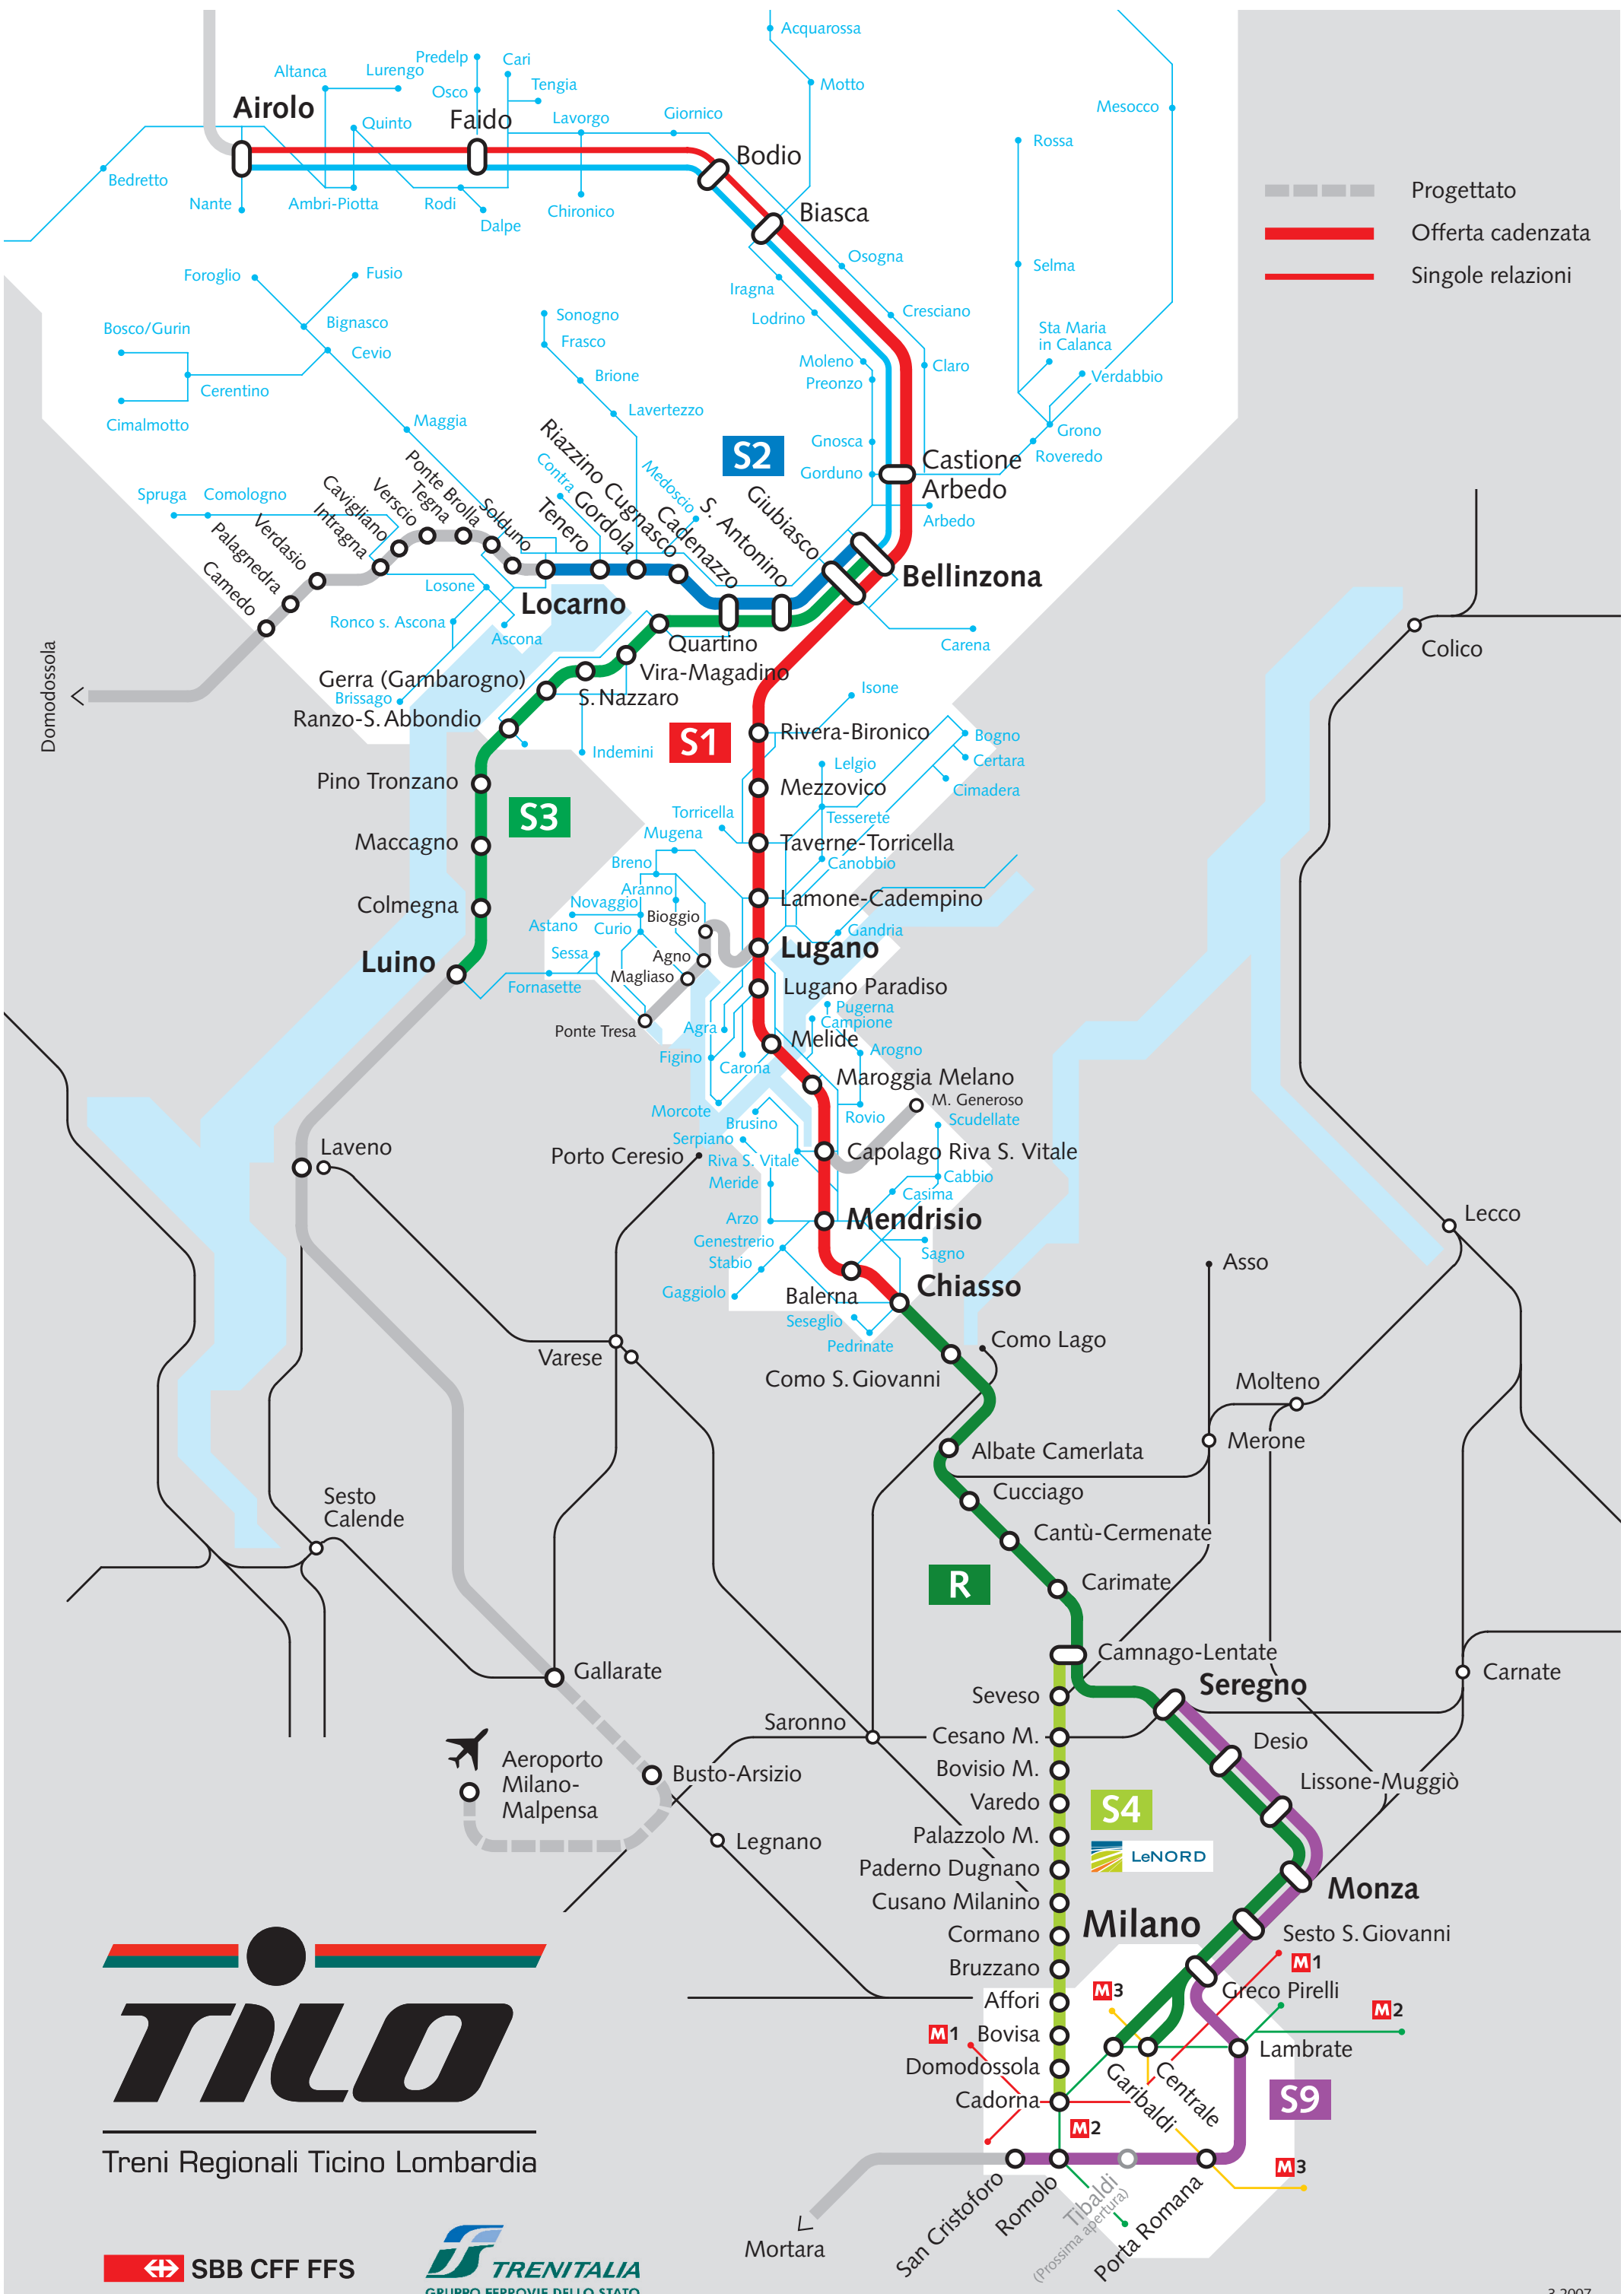 Acquarossa
Predelp
Cari
Altanca
Lurengo
Osco
Tengia
Motto
Mesocco
Airolo
Faido
Lavorgo
Giornico
Quinto
Rossa
Bodio
Bedretto
Progettato
Nante
Ambri-Piotta
Rodi
Chironico
Dalpe
Biasca
Offerta cadenzata
Osogna
Selma
Singole relazioni
Foroglio
Fusio
Iragna
Cresciano
Lodrino
Sonogno
Bosco/Gurin
Bignasco
Frasco
Sta Maria
in Calanca
Cevio
Moleno
Claro
Preonzo
Brione
Verdabbio
Cerentino
Lavertezzo
Cimalmotto
Maggia
Grono
Gnosca
Roveredo
S2
Castione
Arbedo
Gorduno
Arbedo
Spruga
Comologno
Camedo
Palagnedra
Verdasio
Intragna
Cavigliano
Verscio
Tegna
Ponte Brolla
Solduno
Tenero
Contra
Gordola
Riazzino Cugnasco
Medoscio
Cadenazzo
S. Antonino
Giubiasco
Bellinzona
Losone
Locarno
Ronco s. Ascona
Ascona
Carena
Domodossola
Quartino
Vira-Magadino
Gerra (Gambarogno)
S. Nazzaro
Brissago
Isone
Colico
Ranzo-S. Abbondio
Indemini
S1
Rivera-Bironico
Bogno
Certara
Lelgio
Pino Tronzano
Mezzovico
Cimadera
S3
Torricella
Tesserete
Mugena
Maccagno
Taverne-Torricella
Breno
Canobbio
Aranno
Novaggio
Lamone-Cadempino
Colmegna
Bioggio
Astano
Curio
Gandria
Luino
Sessa
Agno
Lugano
Magliaso
Fornasette
Lugano Paradiso
Pugerna
Ponte Tresa
Agra
Campione
Melide
Figino
Arogno
Carona
Maroggia Melano
M. Generoso
Morcote
Brusino
Rovio
Scudellate
Serpiano
Laveno
Porto Ceresio
Riva S. Vitale
Capolago Riva S. Vitale
Meride
Cabbio
Casima
Arzo
Mendrisio
Lecco
Genestrerio
Sagno
Stabio
Asso
Gaggiolo
Balerna
Chiasso
Seseglio
Pedrinate
Como Lago
Varese
Como S. Giovanni
Molteno
Albate Camerlata
Merone
Cucciago
Sesto
Calende
Cantù-Cermenate
R
Carimate
Camnago-Lentate
Gallarate
Seregno
Carnate
Seveso
Saronno
Cesano M.
Desio
Aeroporto
Milano-
Malpensa
Busto-Arsizio
Bovisio M.
Lissone-Muggiò
Varedo
S4
Palazzolo M.
Legnano
LeNORD
Paderno Dugnano
Monza
Cusano Milanino
Milano
Cormano
Sesto S. Giovanni
Bruzzano
M1
M3
Greco Pirelli
Affori
M2
M1
Bovisa
Lambrate
Domodossola
Garibaldi
Centrale
Cadorna
S9
M2
TILO
Treni Regionali Ticino Lombardia
M3
San Cristoforo
Romolo
Tibaldi
(Prossima apertura)
Porta Romana
Mortara
SBB CFF FFS
TRENITALIA
GRUPPO FERROVIE DELLO STATO
3.2007